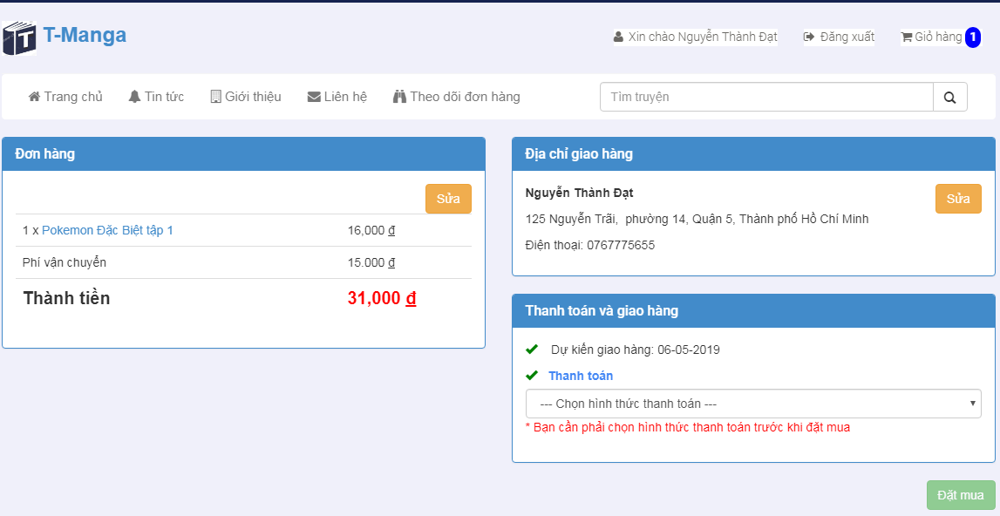 T-Manga
Xin chào Nguyễn Thành Đạt
Đăng xuất
Giỏ hàng 1
Trang chủ
Tin tức
Giới thiệu
Liên hệ
Theo dõi đơn hàng
Tìm truyện
Đơn hàng
Sửa
1 x Pokemon Đặc Biệt tập 1 16,000 đ
Phí vận chuyển 15.000 đ
Thành tiền 31,000 đ
Địa chỉ giao hàng
Nguyễn Thành Đạt
Sửa
125 Nguyễn Trãi, phường 14, Quận 5, Thành phố Hồ Chí Minh
Điện thoại: 0767775655
Thanh toán và giao hàng
Dự kiến giao hàng: 06-05-2019
Thanh toán
--- Chọn hình thức thanh toán ---
* Bạn cần phải chọn hình thức thanh toán trước khi đặt mua
Đặt mua